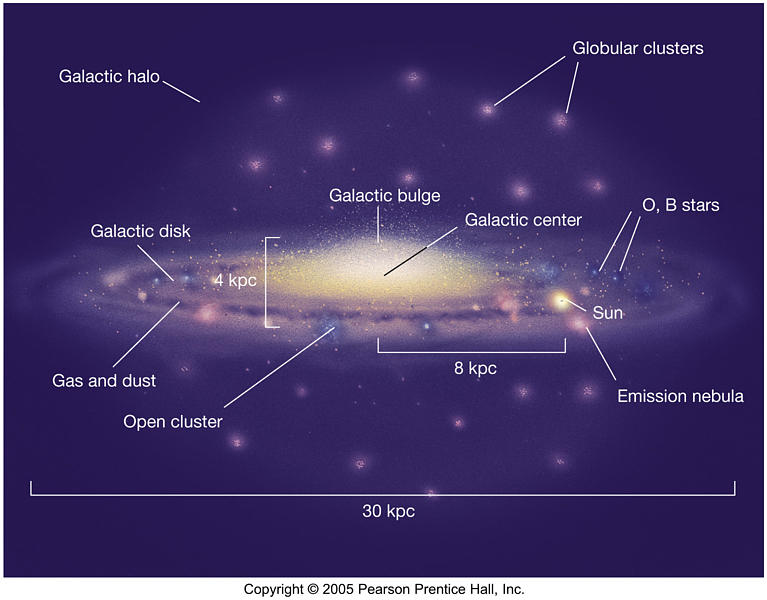 Globular clusters
Galactic halo
Galactic bulge
O, B stars
Galactic center
Galactic disk
4 kpc
Sun
8 kpc
Gas and dust
Emission nebula
Open cluster
30 kpc
Copyright © 2005 Pearson Prentice Hall, Inc.